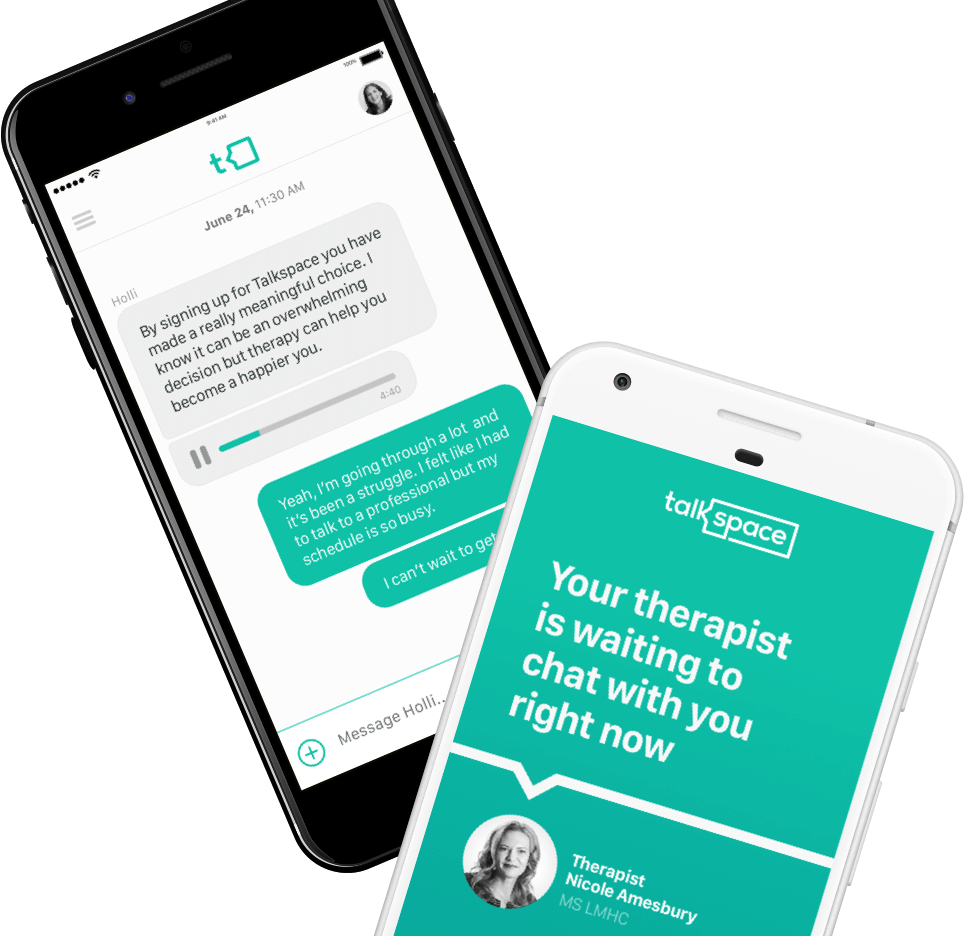 100%
9:41 AM
t
June 24, 11:30 AM
Holli
By signing up for Talkspace you have
made a really meaningful choice. I
know it can be an overwhelming
decision but therapy can help you
become a happier you.
4:40
Yeah, I'm going through a lot and
it's been a struggle. I felt like I had
to talk to a professional but my
schedule is so busy.
I can't wait to get
Message Holli..
talkspace
Your therapist
is waiting to
chat with you
right now
Therapist
Nicole Amesbury
MS LMHC